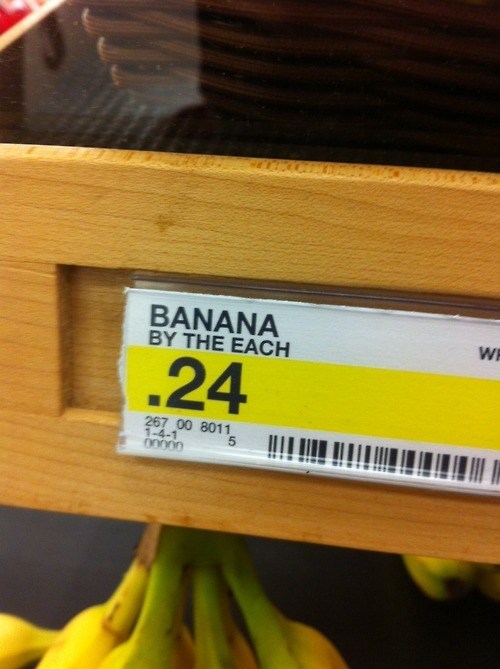 BANANA
BY THE EACH
.24
267 00 8011
1-4-1 5
00000